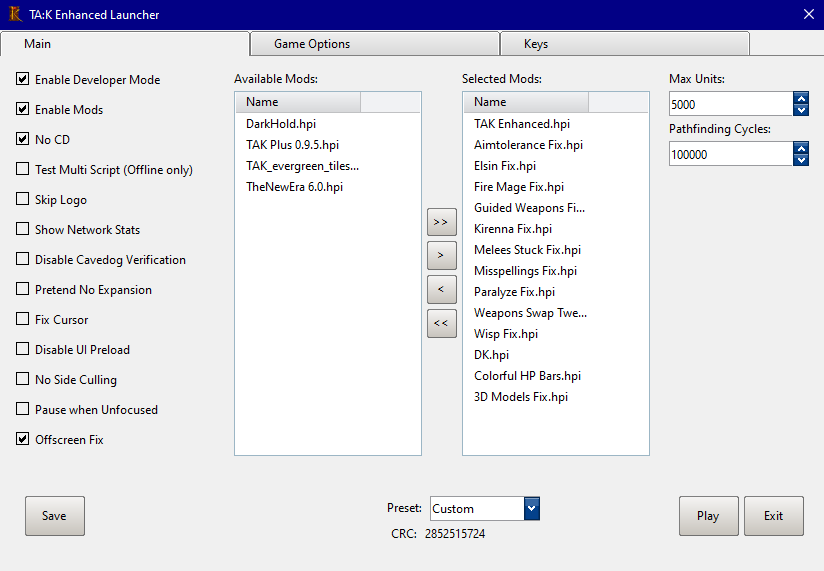 TA:K Enhanced Launcher
Main
Game Options
Keys
Enable Developer Mode
Enable Mods
No CD
Test Multi Script (Offline only)
Skip Logo
Show Network Stats
Disable Cavedog Verification
Pretend No Expansion
Fix Cursor
Disable UI Preload
No Side Culling
Pause when Unfocused
Offscreen Fix
Available Mods:
Name
DarkHold.hpi
TAK Plus 0.9.5.hpi
TAK_evergreen_tiles...
TheNewEra 6.0.hpi
>>
>
<
<<
Selected Mods:
Name
TAK Enhanced.hpi
Aimtolerance Fix.hpi
Elsin Fix.hpi
Fire Mage Fix.hpi
Guided Weapons Fi...
Kirenna Fix.hpi
Melees Stuck Fix.hpi
Misspellings Fix.hpi
Paralyze Fix.hpi
Weapons Swap Twe...
Wisp Fix.hpi
DK.hpi
Colorful HP Bars.hpi
3D Models Fix.hpi
Max Units:
5000
Pathfinding Cycles:
100000
Save
Preset: Custom
CRC: 2852515724
Play
Exit